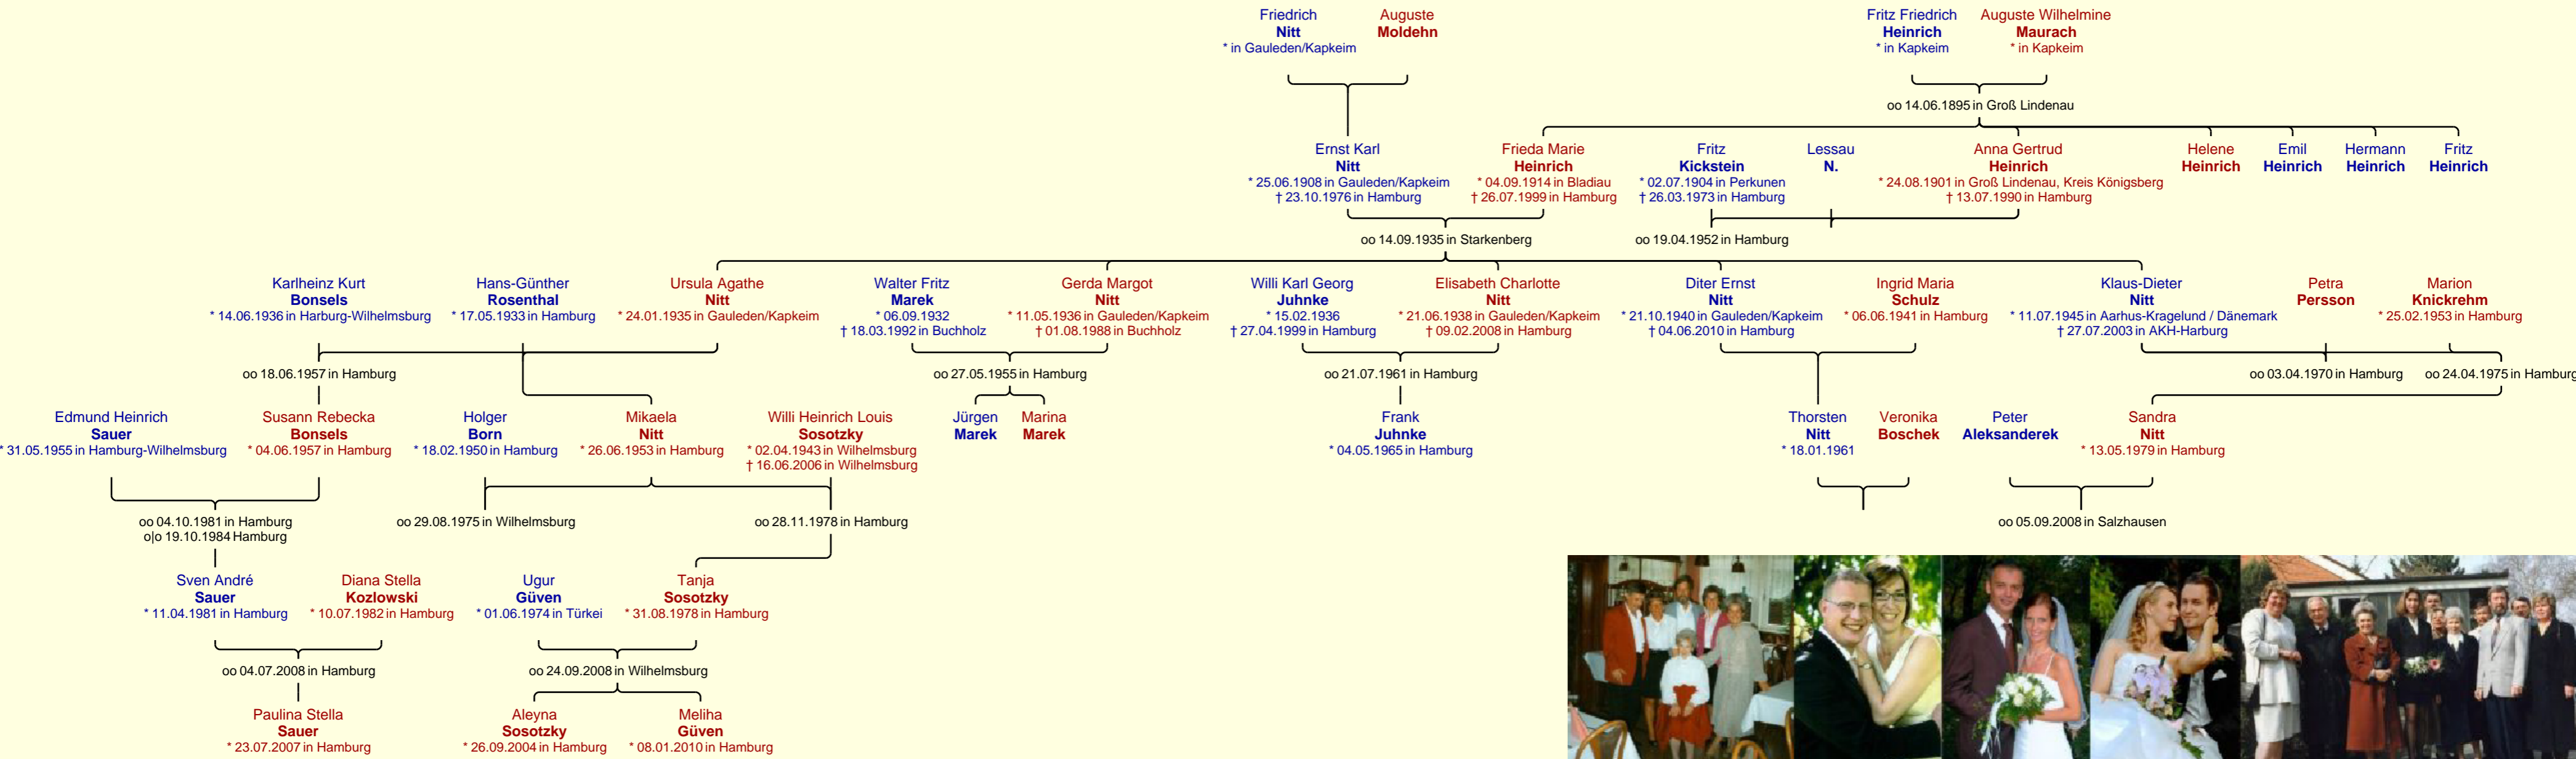 Friedrich
Nitt
* in Gauleden/Kapkeim
Auguste
Moldehn
Fritz Friedrich
Heinrich
* in Kapkeim
Auguste Wilhelmine
Maurach
* in Kapkeim
oo 14.06.1895 in Groß Lindenau
Ernst Karl
Nitt
* 25.06.1908 in Gauleden/Kapkeim
† 23.10.1976 in Hamburg
Frieda Marie
Heinrich
* 04.09.1914 in Bladiau
† 26.07.1999 in Hamburg
Fritz
Kickstein
* 02.07.1904 in Perkunen
† 26.03.1973 in Hamburg
Lessau
N.
Anna Gertrud
Heinrich
* 24.08.1901 in Groß Lindenau, Kreis Königsberg
† 13.07.1990 in Hamburg
Helene
Heinrich
Emil
Heinrich
Hermann
Heinrich
Fritz
Heinrich
oo 14.09.1935 in Starkenberg
oo 19.04.1952 in Hamburg
Karlheinz Kurt
Bonsels
* 14.06.1936 in Harburg-Wilhelmsburg
Hans-Günther
Rosenthal
* 17.05.1933 in Hamburg
Ursula Agathe
Nitt
* 24.01.1935 in Gauleden/Kapkeim
Walter Fritz
Marek
* 06.09.1932
† 18.03.1992 in Buchholz
Gerda Margot
Nitt
* 11.05.1936 in Gauleden/Kapkeim
† 01.08.1988 in Buchholz
Willi Karl Georg
Juhnke
* 15.02.1936
† 27.04.1999 in Hamburg
Elisabeth Charlotte
Nitt
* 21.06.1938 in Gauleden/Kapkeim
† 09.02.2008 in Hamburg
Diter Ernst
Nitt
* 21.10.1940 in Gauleden/Kapkeim
† 04.06.2010 in Hamburg
Ingrid Maria
Schulz
* 06.06.1941 in Hamburg
Klaus-Dieter
Nitt
* 11.07.1945 in Aarhus-Kragelund / Dänemark
† 27.07.2003 in AKH-Harburg
Petra
Persson
Marion
Knickrehm
* 25.02.1953 in Hamburg
oo 18.06.1957 in Hamburg
oo 27.05.1955 in Hamburg
oo 21.07.1961 in Hamburg
oo 03.04.1970 in Hamburg
oo 24.04.1975 in Hamburg
Edmund Heinrich
Sauer
* 31.05.1955 in Hamburg-Wilhelmsburg
Susann Rebecka
Bonsels
* 04.06.1957 in Hamburg
Holger
Born
* 18.02.1950 in Hamburg
Mikaela
Nitt
* 26.06.1953 in Hamburg
Willi Heinrich Louis
Sosotzky
* 02.04.1943 in Wilhelmsburg
† 16.06.2006 in Wilhelmsburg
Jürgen
Marek
Marina
Marek
Frank
Juhnke
* 04.05.1965 in Hamburg
Thorsten
Nitt
* 18.01.1961
Veronika
Boschek
Peter
Aleksanderek
Sandra
Nitt
* 13.05.1979 in Hamburg
oo 04.10.1981 in Hamburg
o|o 19.10.1984 Hamburg
oo 29.08.1975 in Wilhelmsburg
oo 28.11.1978 in Hamburg
oo 05.09.2008 in Salzhausen
Sven André
Sauer
* 11.04.1981 in Hamburg
Diana Stella
Kozlowski
* 10.07.1982 in Hamburg
Ugur
Güven
* 01.06.1974 in Türkei
Tanja
Sosotzky
* 31.08.1978 in Hamburg
oo 04.07.2008 in Hamburg
oo 24.09.2008 in Wilhelmsburg
Paulina Stella
Sauer
* 23.07.2007 in Hamburg
Aleyna
Sosotzky
* 26.09.2004 in Hamburg
Meliha
Güven
* 08.01.2010 in Hamburg